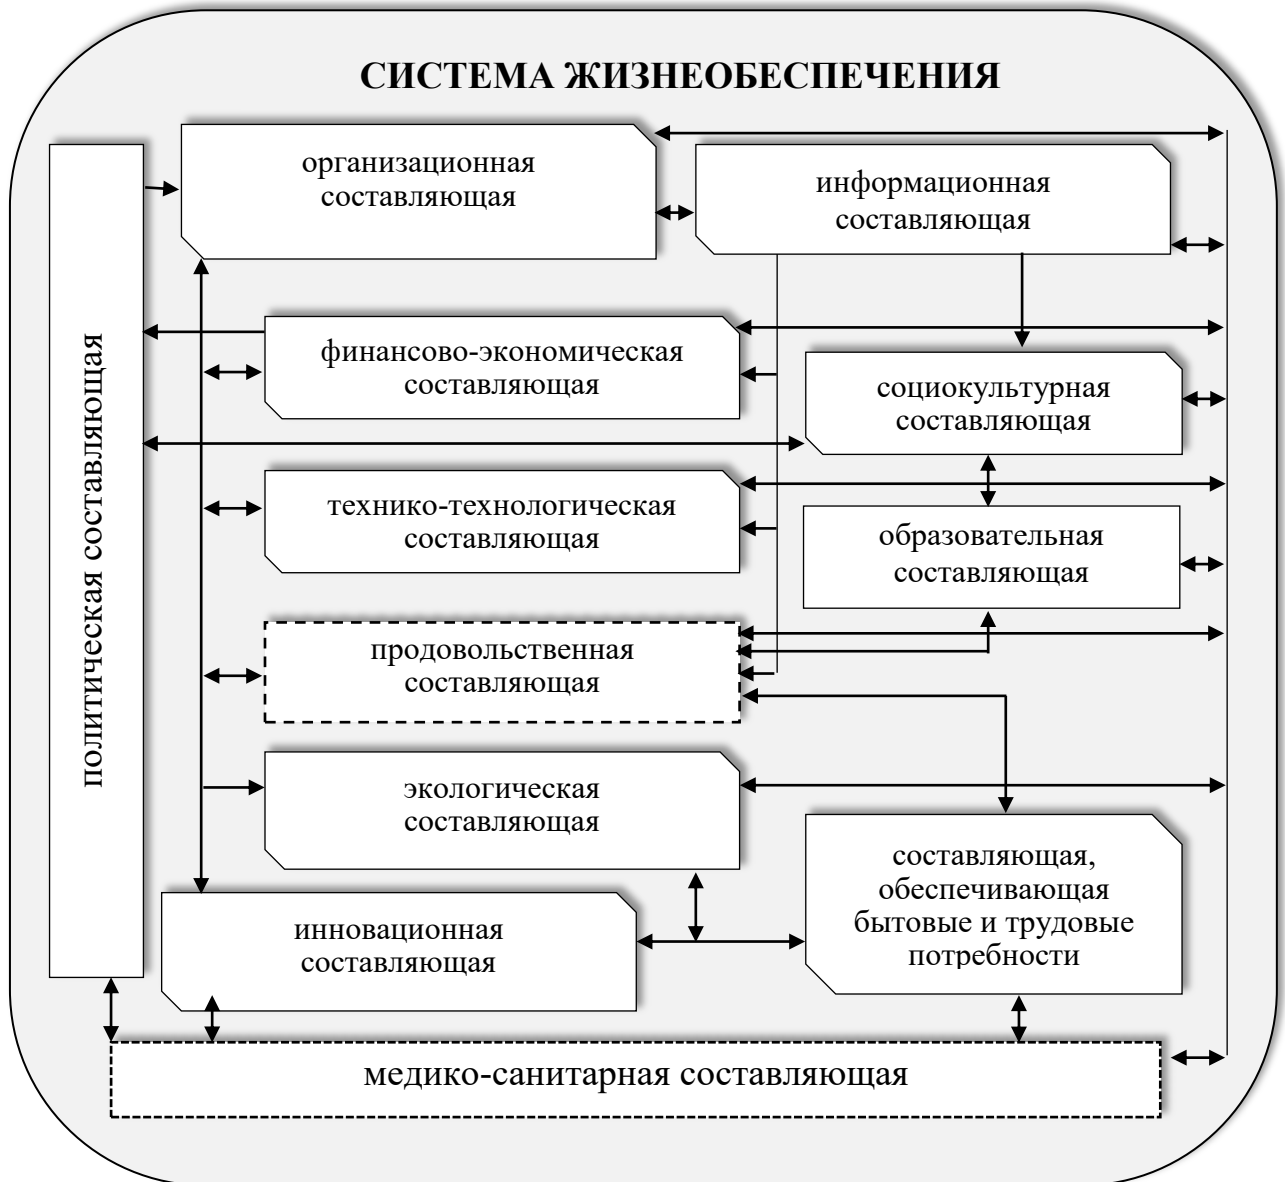 СИСТЕМА ЖИЗНЕОБЕСПЕЧЕНИЯ
политическая составляющая
организационная
составляющая
информационная
составляющая
финансово-экономическая
составляющая
социокультурная
составляющая
технико-технологическая
составляющая
образовательная
составляющая
продовольственная
составляющая
экологическая
составляющая
составляющая,
обеспечивающая
бытовые и трудовые
потребности
инновационная
составляющая
медико-санитарная составляющая